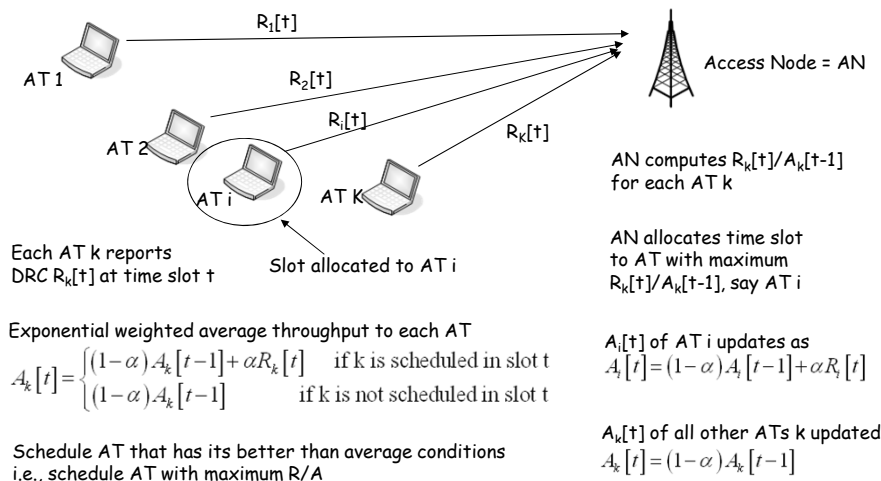 R₁[t]
AT 1
Access Node = AN
R₂[t]
AT 2
Rᵢ[t]
R_K[t]
AT i
AT K
AN computes Rₖ[t]/Aₖ[t-1]
for each AT k
Each AT k reports
DRC Rₖ[t] at time slot t
Slot allocated to AT i
AN allocates time slot
to AT with maximum
Rₖ[t]/Aₖ[t-1], say AT i
Exponential weighted average throughput to each AT
Aₖ[t] = { (1-α)Aₖ[t-1]+αRₖ[t] if k is scheduled in slot t
(1-α)Aₖ[t-1] if k is not scheduled in slot t
Aᵢ[t] of AT i updates as
Aᵢ[t]=(1-α)Aᵢ[t-1]+αRᵢ[t]
Schedule AT that has its better than average conditions
i.e., schedule AT with maximum R/A
Aₖ[t] of all other ATs k updated
Aₖ[t]=(1-α)Aₖ[t-1]